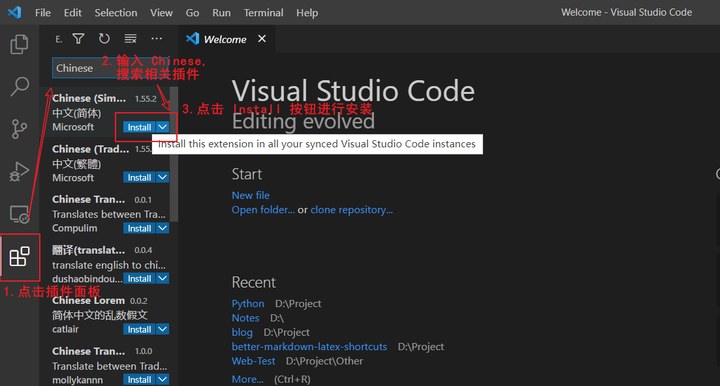 File Edit Selection View Go Run Terminal Help Welcome - Visual Studio Code
E.
Welcome
2.输入 Chinese,
搜索相关插件
Chinese
Chinese (Sim... 1.55.2
中文(简体)
Microsoft Install
3.点击 Install 按钮进行安装
Install this extension in all your synced Visual Studio Code instances
Chinese (Trad... 1.55.
中文(繁體)
Microsoft Install
Chinese Tran... 0.0.1
Translates between Trad...
Compulim Install
翻译(translat... 0.0.4
translate english to chi...
dushaobindou... Install
1.点击插件面板
Chinese Lorem 0.0.2
简体中文的乱数假文
catlair Install
Chinese Tran... 1.0.0
Translate between Trad...
mollykannn Install
Visual Studio Code
Editing evolved
Start
New file
Open folder... or clone repository...
Recent
Python D:\Project
Notes D:\
blog D:\Project
better-markdown-latex-shortcuts D:\Project
Web-Test D:\Project\Other
More... (Ctrl+R)